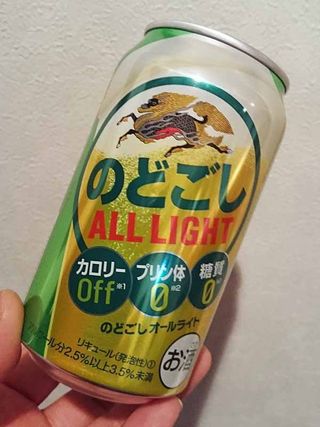 のどごし
ALL LIGHT
カロリー プリン体 糖質
Off※1 0※2 0
のどごし オールライト
リキュール(発泡性)①
ール分2.5%以上3.5%未満
お酒